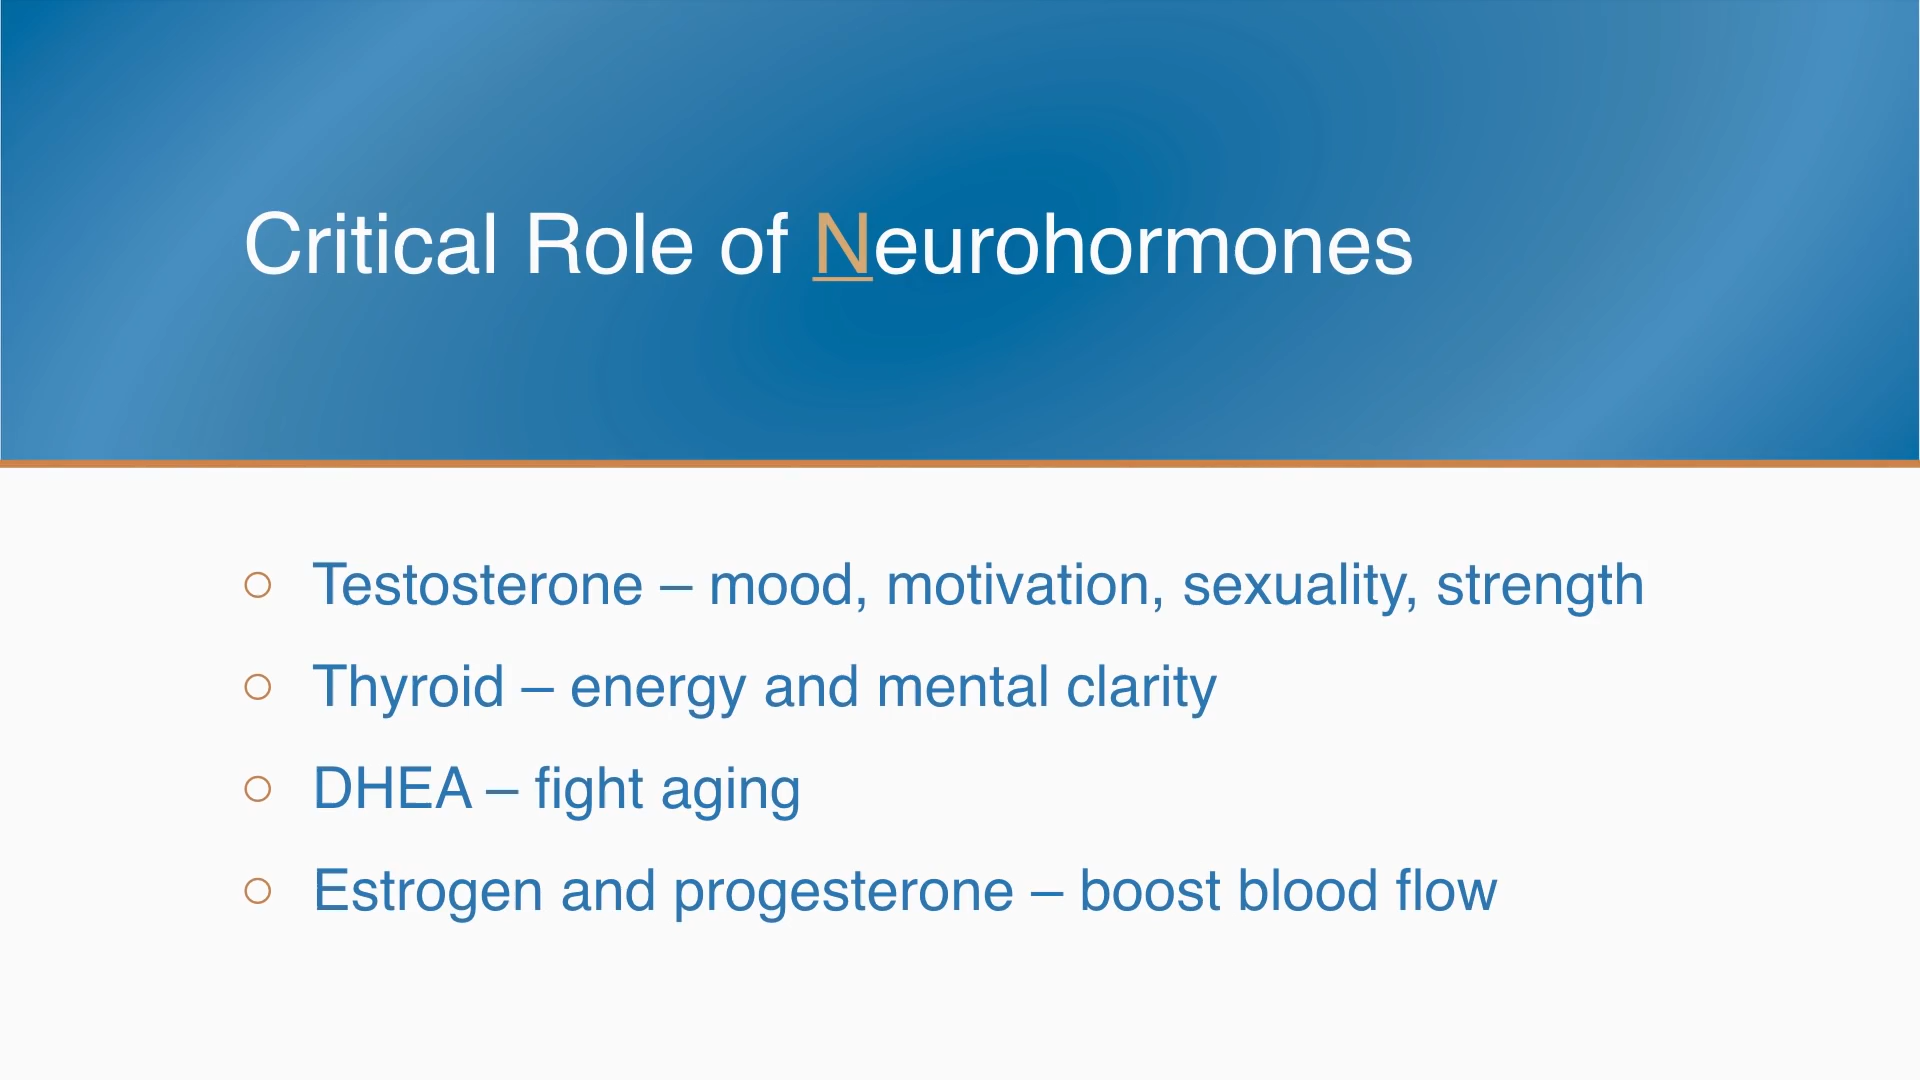 Critical Role of Neurohormones
Testosterone – mood, motivation, sexuality, strength
Thyroid – energy and mental clarity
DHEA – fight aging
Estrogen and progesterone – boost blood flow